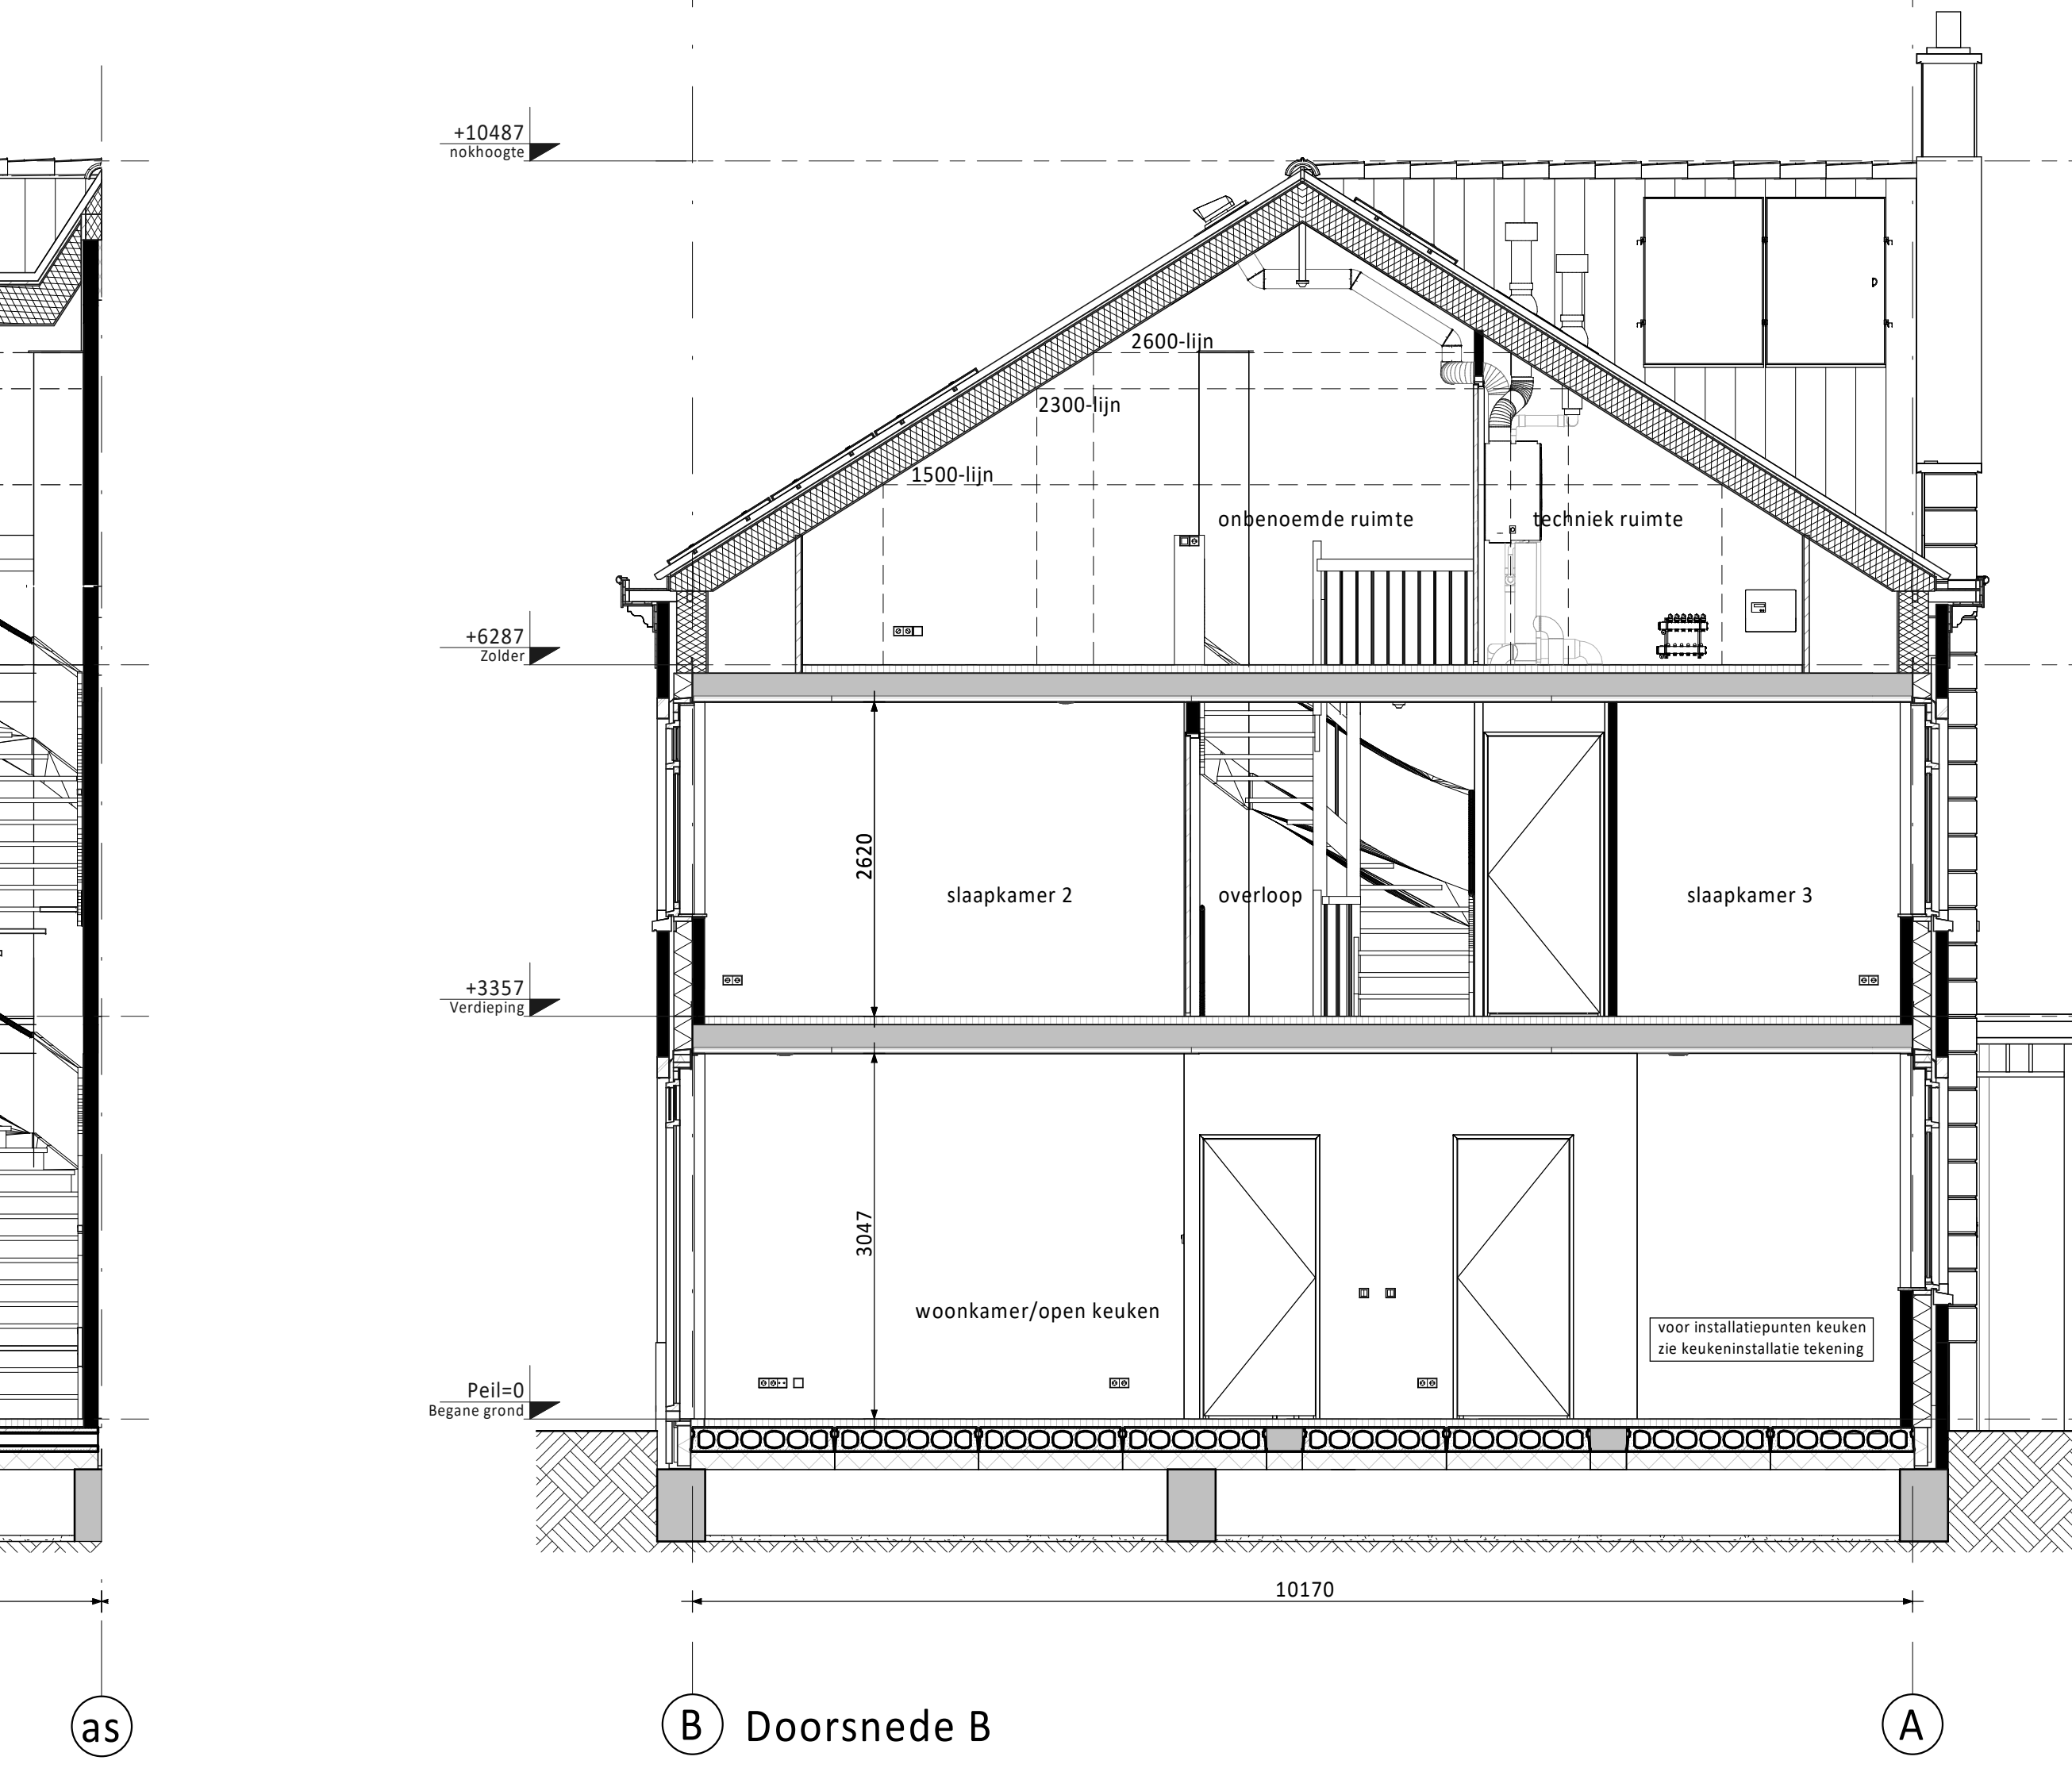 +10487
nokhoogte
2600-lijn
2300-lijn
1500-lijn
onbenoemde ruimte
techniek ruimte
+6287
Zolder
2620
slaapkamer 2
overloop
slaapkamer 3
+3357
Verdieping
3047
woonkamer/open keuken
voor installatiepunten keuken
zie keukeninstallatie tekening
Peil=0
Begane grond
10170
as
B
Doorsnede B
A